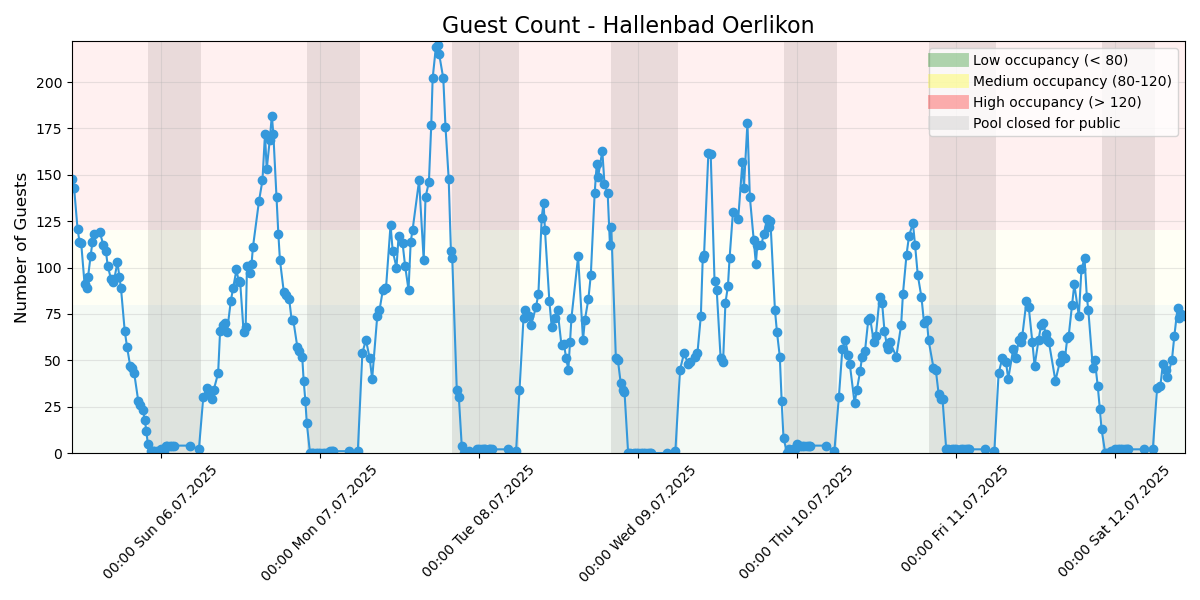 Guest Count - Hallenbad Oerlikon
Low occupancy (< 80)
Medium occupancy (80-120)
High occupancy (> 120)
Pool closed for public
Number of Guests
200
175
150
125
100
75
50
25
0
00:00 Sun 06.07.2025
00:00 Mon 07.07.2025
00:00 Tue 08.07.2025
00:00 Wed 09.07.2025
00:00 Thu 10.07.2025
00:00 Fri 11.07.2025
00:00 Sat 12.07.2025